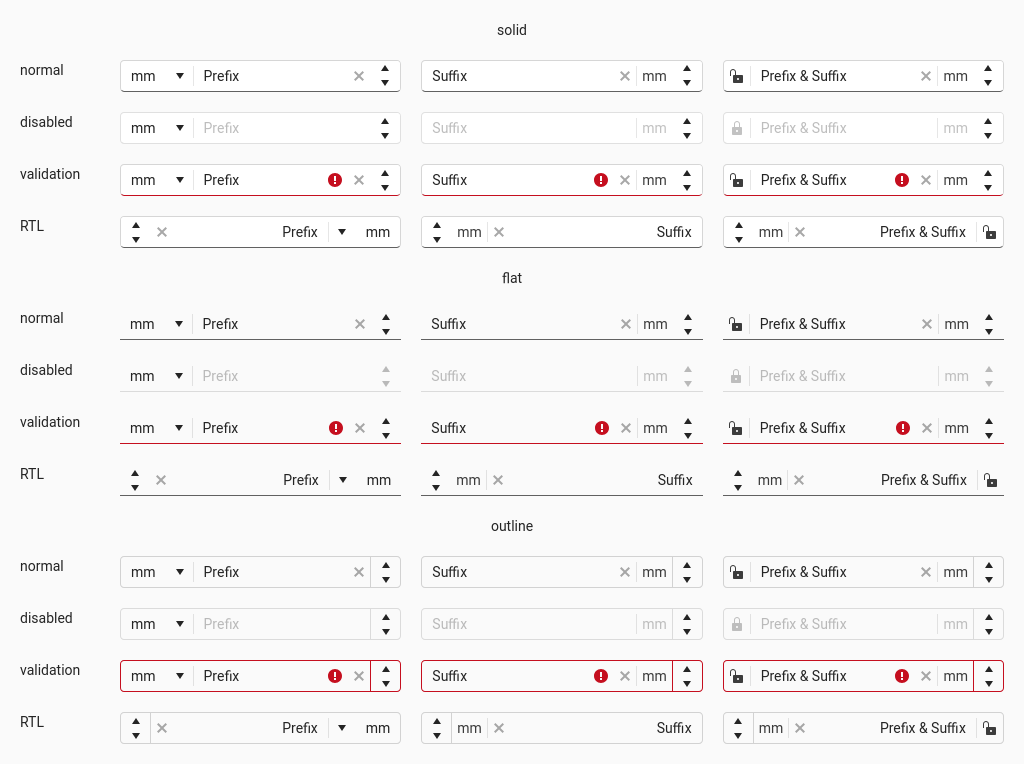 solid
normal mm Prefix Suffix mm Prefix & Suffix mm
disabled mm Prefix Suffix mm Prefix & Suffix mm
validation mm Prefix Suffix mm Prefix & Suffix mm
RTL Prefix mm mm Suffix mm Prefix & Suffix
flat
normal mm Prefix Suffix mm Prefix & Suffix mm
disabled mm Prefix Suffix mm Prefix & Suffix mm
validation mm Prefix Suffix mm Prefix & Suffix mm
RTL Prefix mm mm Suffix mm Prefix & Suffix
outline
normal mm Prefix Suffix mm Prefix & Suffix mm
disabled mm Prefix Suffix mm Prefix & Suffix mm
validation mm Prefix Suffix mm Prefix & Suffix mm
RTL Prefix mm mm Suffix mm Prefix & Suffix